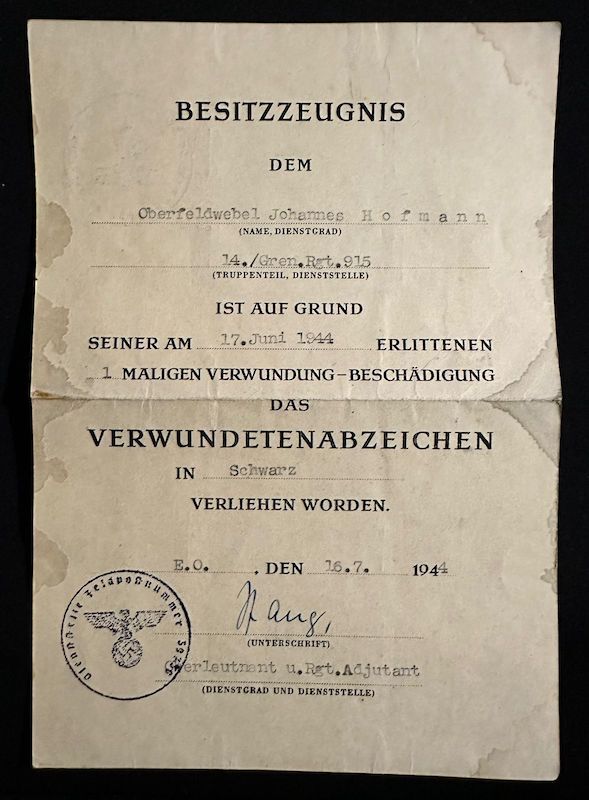 BESITZZEUGNIS
DEM
Oberfeldwebel Johannes H o f m a n n
(NAME, DIENSTGRAD)
14./Gren.Rgt.915
(TRUPPENTEIL, DIENSTSTELLE)
IST AUF GRUND
SEINER AM 17.Juni 1944 ERLITTENEN
1 MALIGEN VERWUNDUNG–BESCHÄDIGUNG
DAS
VERWUNDETENABZEICHEN
IN Schwarz
VERLIEHEN WORDEN.
E.O. , DEN 16.7. 1944
(UNTERSCHRIFT)
Oberleutnant u.Rgt.Adjutant
(DIENSTGRAD UND DIENSTSTELLE)
Dienststelle Feldpostnummer